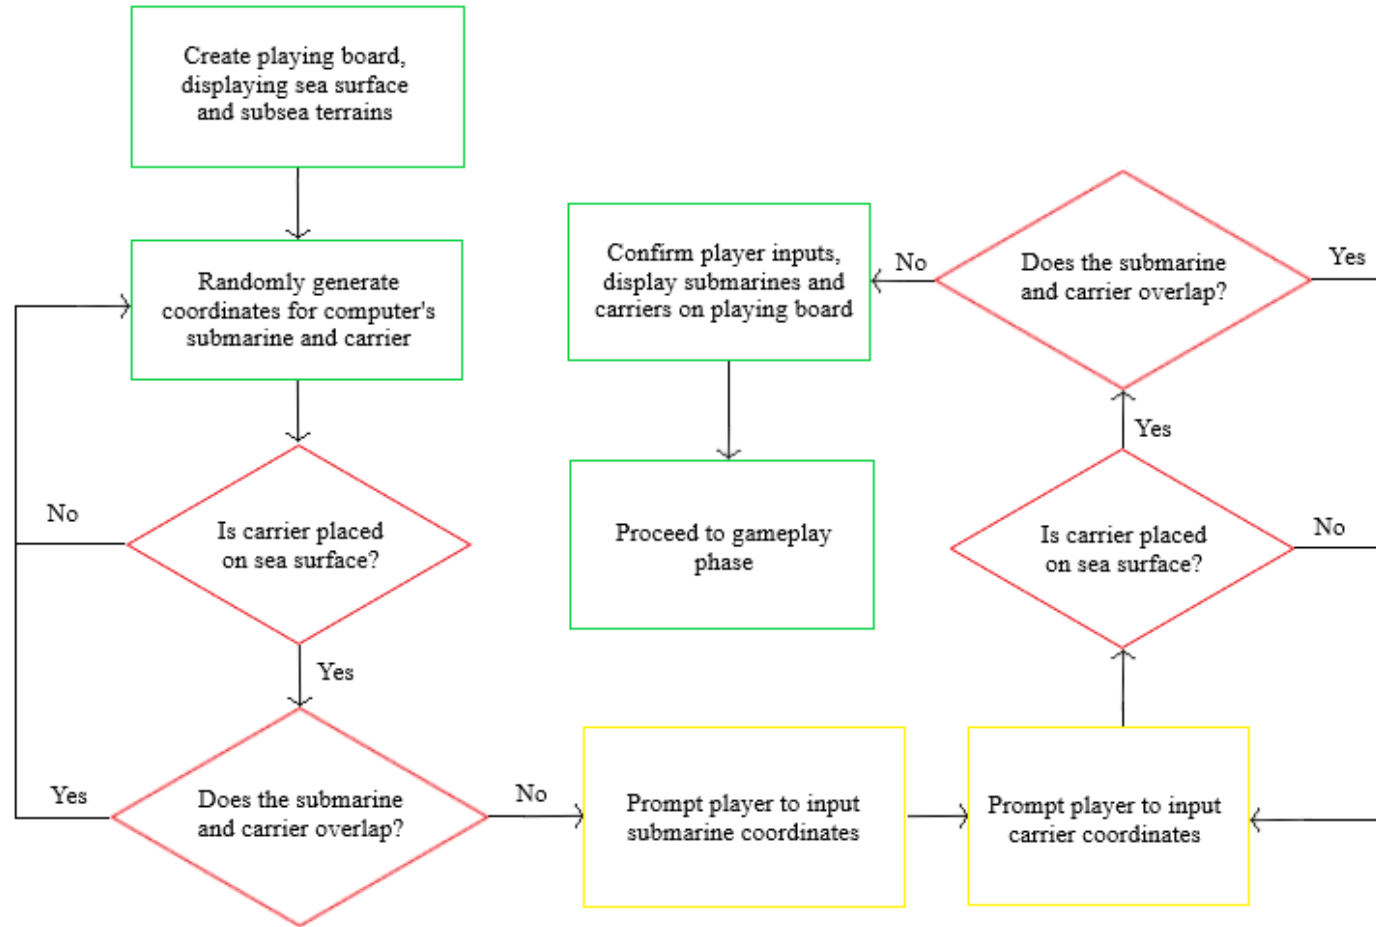 Create playing board,
displaying sea surface
and subsea terrains
Randomly generate
coordinates for computer's
submarine and carrier
No
Is carrier placed
on sea surface?
Yes
Yes
Does the submarine
and carrier overlap?
No
Prompt player to input
submarine coordinates
Prompt player to input
carrier coordinates
Is carrier placed
on sea surface?
No
Yes
Does the submarine
and carrier overlap?
Yes
No
Confirm player inputs,
display submarines and
carriers on playing board
Proceed to gameplay
phase